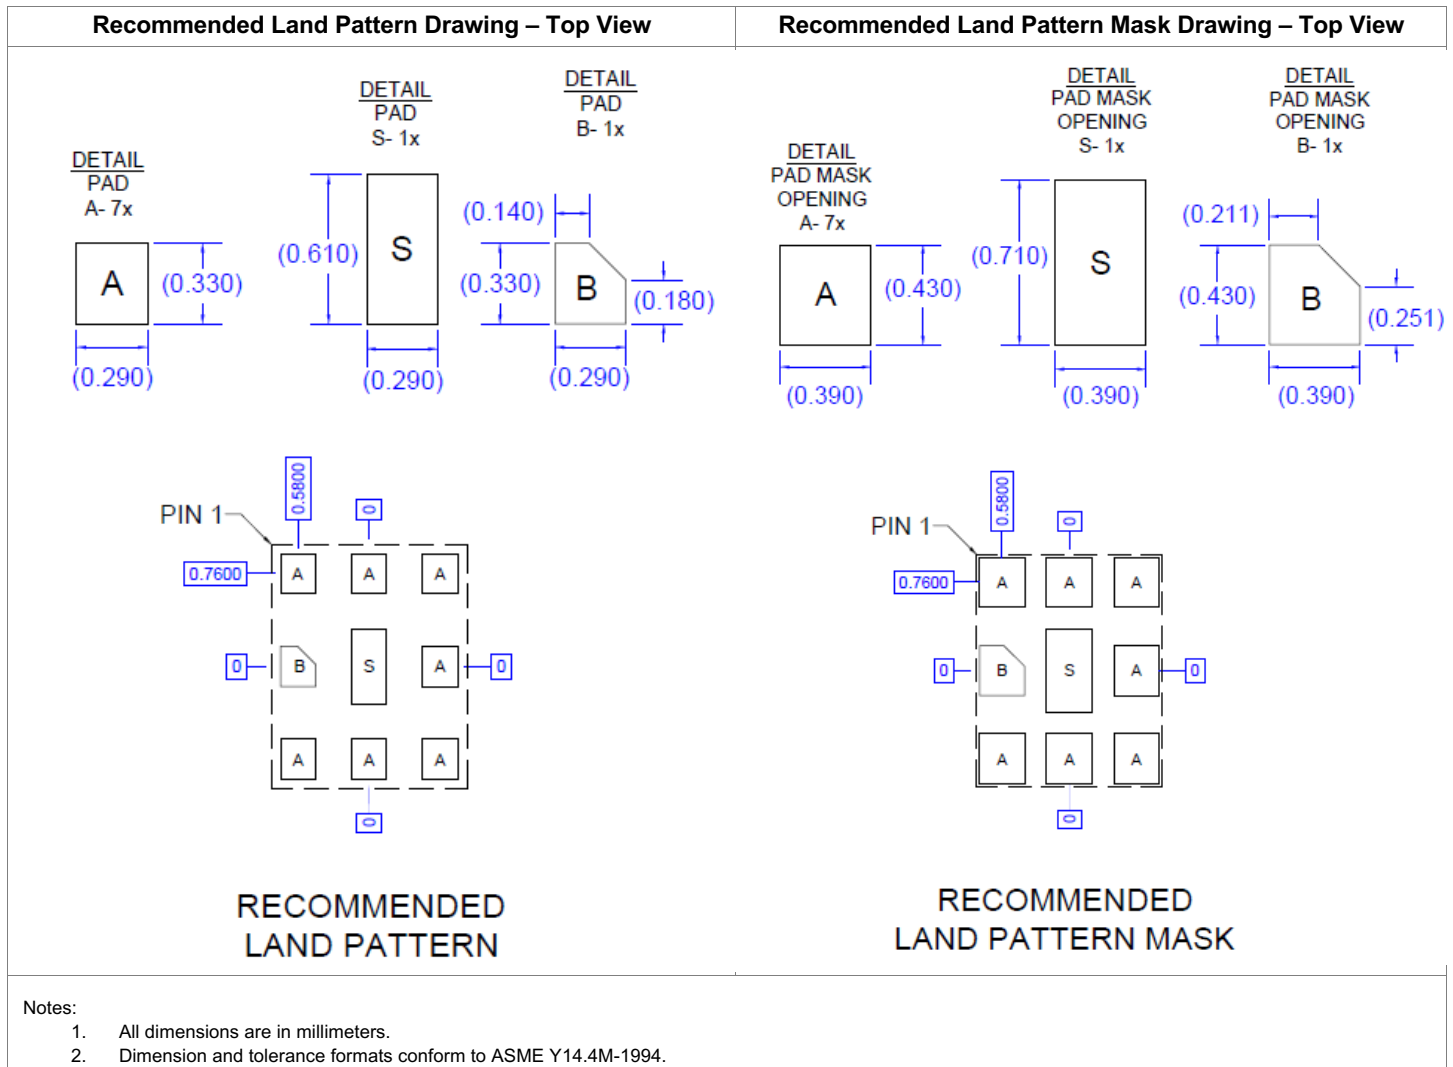 Recommended Land Pattern Drawing – Top View
Recommended Land Pattern Mask Drawing – Top View
DETAIL
PAD
A- 7x
A
(0.330)
(0.290)
DETAIL
PAD
S- 1x
S
(0.610)
(0.290)
DETAIL
PAD
B- 1x
(0.140)
(0.330)
B
(0.180)
(0.290)
PIN 1
0.5800
0
0.7600
A
A
A
0
B
S
A
0
A
A
A
0
RECOMMENDED
LAND PATTERN
DETAIL
PAD MASK
OPENING
A- 7x
A
(0.430)
(0.390)
DETAIL
PAD MASK
OPENING
S- 1x
(0.710)
S
(0.390)
DETAIL
PAD MASK
OPENING
B- 1x
(0.211)
(0.430)
B
(0.251)
(0.390)
PIN 1
0.5800
0
0.7600
A
A
A
0
B
S
A
0
A
A
A
0
RECOMMENDED
LAND PATTERN MASK
Notes:
1. All dimensions are in millimeters.
2. Dimension and tolerance formats conform to ASME Y14.4M-1994.